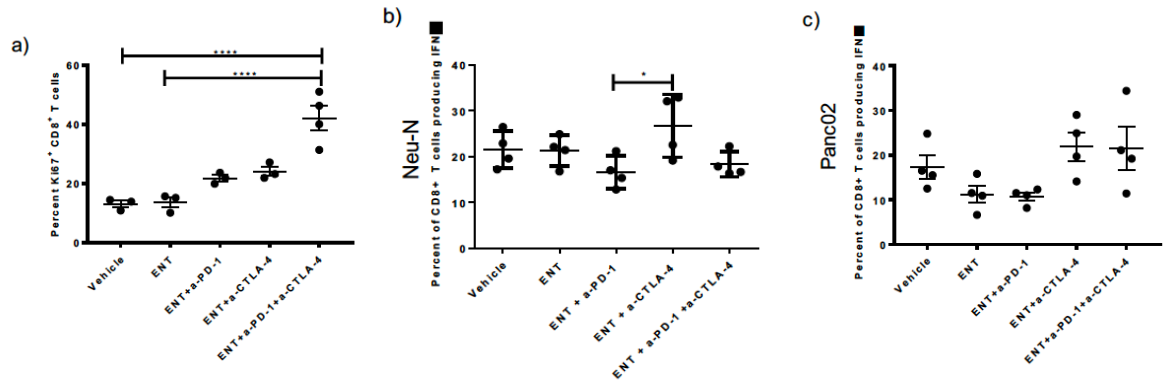 a)
Percent Ki67+ CD8+ T cells
60
40
20
0
****
****
Vehicle
ENT
ENT+a-PD-1
ENT+a-CTLA-4
ENT+a-PD-1+a-CTLA-4
b)
Neu-N
Percent of CD8+ T cells producing IFN■
40
30
20
10
0
*
Vehicle
ENT
ENT + a-PD-1
ENT + a-CTLA-4
ENT + a-PD-1 +a-CTLA-4
c)
Panc02
Percent of CD8+ T cells producing IFN■
40
30
20
10
0
Vehicle
ENT
ENT+a-PD-1
ENT+a-CTLA-4
ENT+a-PD-1+a-CTLA-4